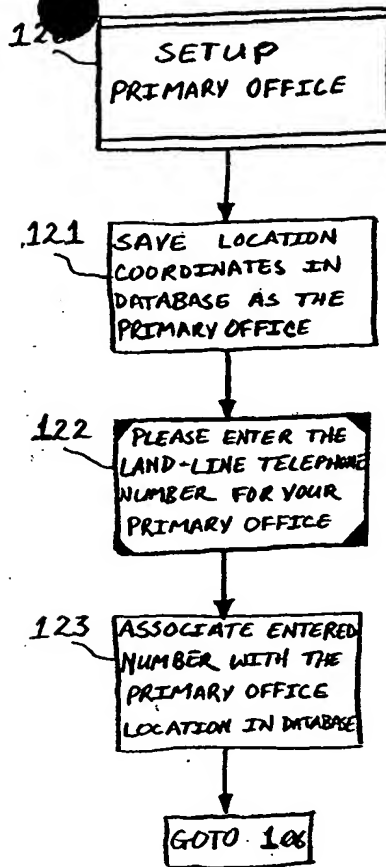 SETUP
PRIMARY OFFICE
121
SAVE LOCATION
COORDINATES IN
DATABASE AS THE
PRIMARY OFFICE
122
PLEASE ENTER THE
LAND-LINE TELEPHONE
NUMBER FOR YOUR
PRIMARY OFFICE
123
ASSOCIATE ENTERED
NUMBER WITH THE
PRIMARY OFFICE
LOCATION IN DATABASE
GOTO 106